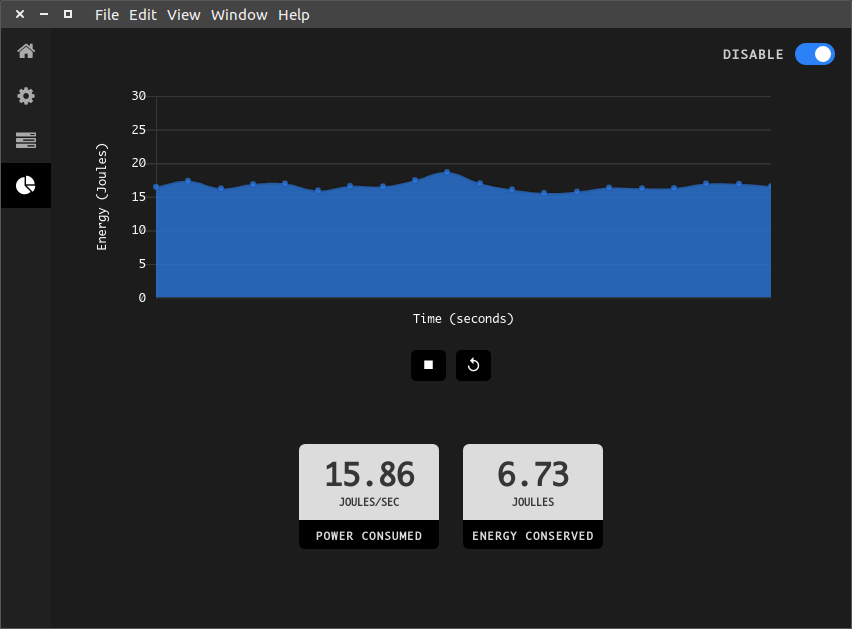 File Edit View Window Help
DISABLE
30
25
20
15
10
5
0
Energy (Joules)
Time (seconds)
15.86
JOULES/SEC
POWER CONSUMED
6.73
JOULLES
ENERGY CONSERVED